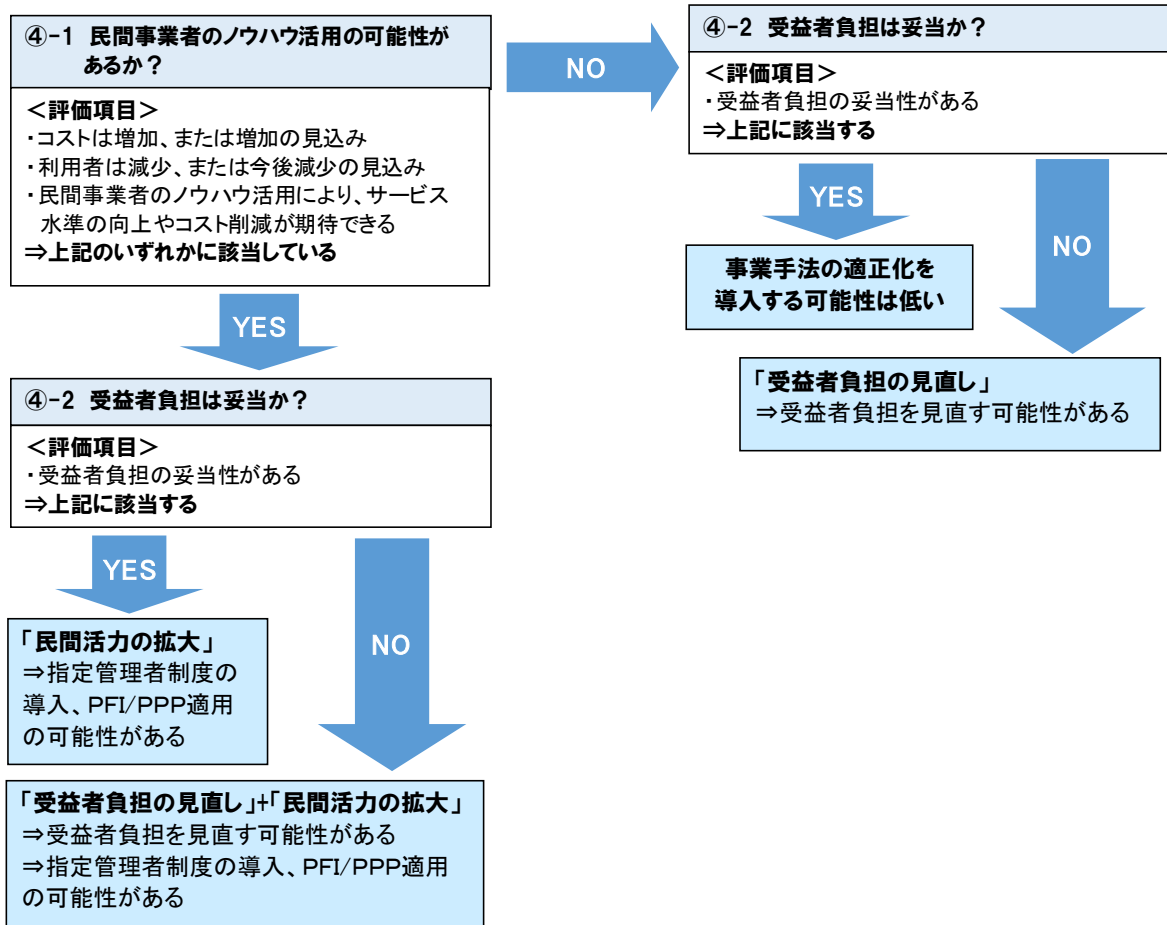 ④-1 民間事業者のノウハウ活用の可能性が
あるか？
＜評価項目＞
・コストは増加、または増加の見込み
・利用者は減少、または今後減少の見込み
・民間事業者のノウハウ活用により、サービス
水準の向上やコスト削減が期待できる
⇒上記のいずれかに該当している
NO
④-2 受益者負担は妥当か？
＜評価項目＞
・受益者負担の妥当性がある
⇒上記に該当する
YES
NO
事業手法の適正化を
導入する可能性は低い
「受益者負担の見直し」
⇒受益者負担を見直す可能性がある
YES
④-2 受益者負担は妥当か？
＜評価項目＞
・受益者負担の妥当性がある
⇒上記に該当する
YES
NO
「民間活力の拡大」
⇒指定管理者制度の
導入、PFI/PPP適用
の可能性がある
「受益者負担の見直し」+「民間活力の拡大」
⇒受益者負担を見直す可能性がある
⇒指定管理者制度の導入、PFI/PPP適用
の可能性がある